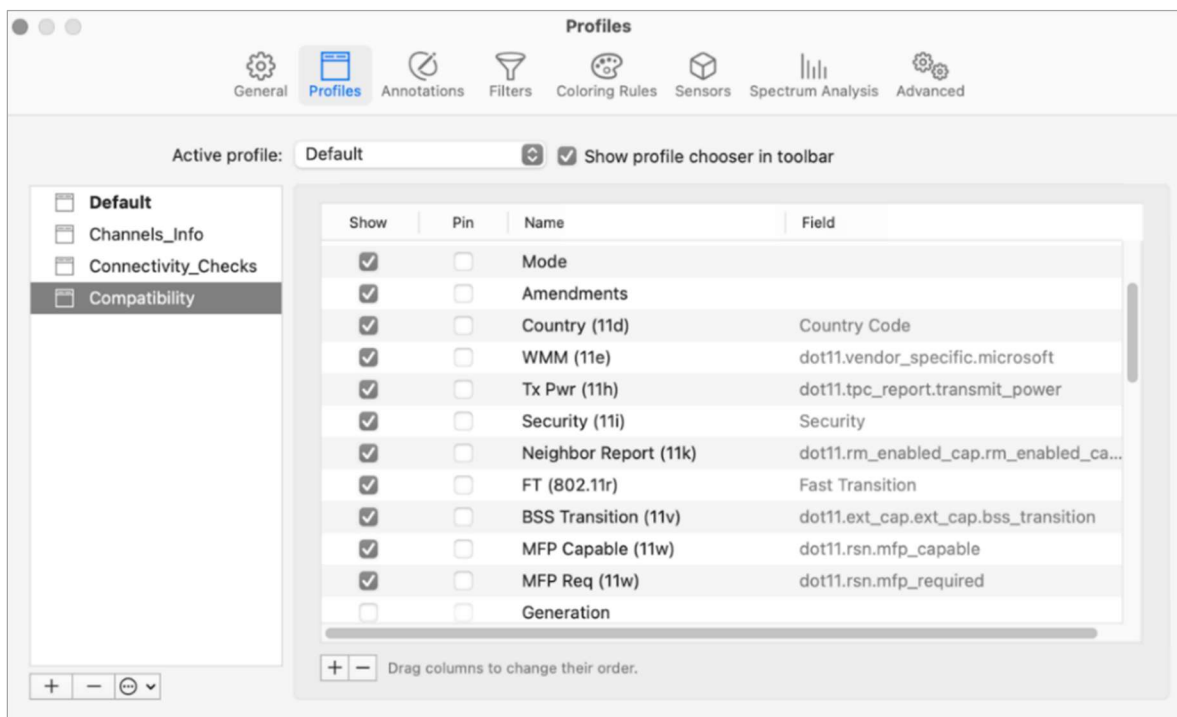 Profiles
General Profiles Annotations Filters Coloring Rules Sensors Spectrum Analysis Advanced
Active profile: Default Show profile chooser in toolbar
Default
Channels_Info
Connectivity_Checks
Compatibility
Show Pin Name Field
Mode
Amendments
Country (11d) Country Code
WMM (11e) dot11.vendor_specific.microsoft
Tx Pwr (11h) dot11.tpc_report.transmit_power
Security (11i) Security
Neighbor Report (11k) dot11.rm_enabled_cap.rm_enabled_ca...
FT (802.11r) Fast Transition
BSS Transition (11v) dot11.ext_cap.ext_cap.bss_transition
MFP Capable (11w) dot11.rsn.mfp_capable
MFP Req (11w) dot11.rsn.mfp_required
Generation
Drag columns to change their order.